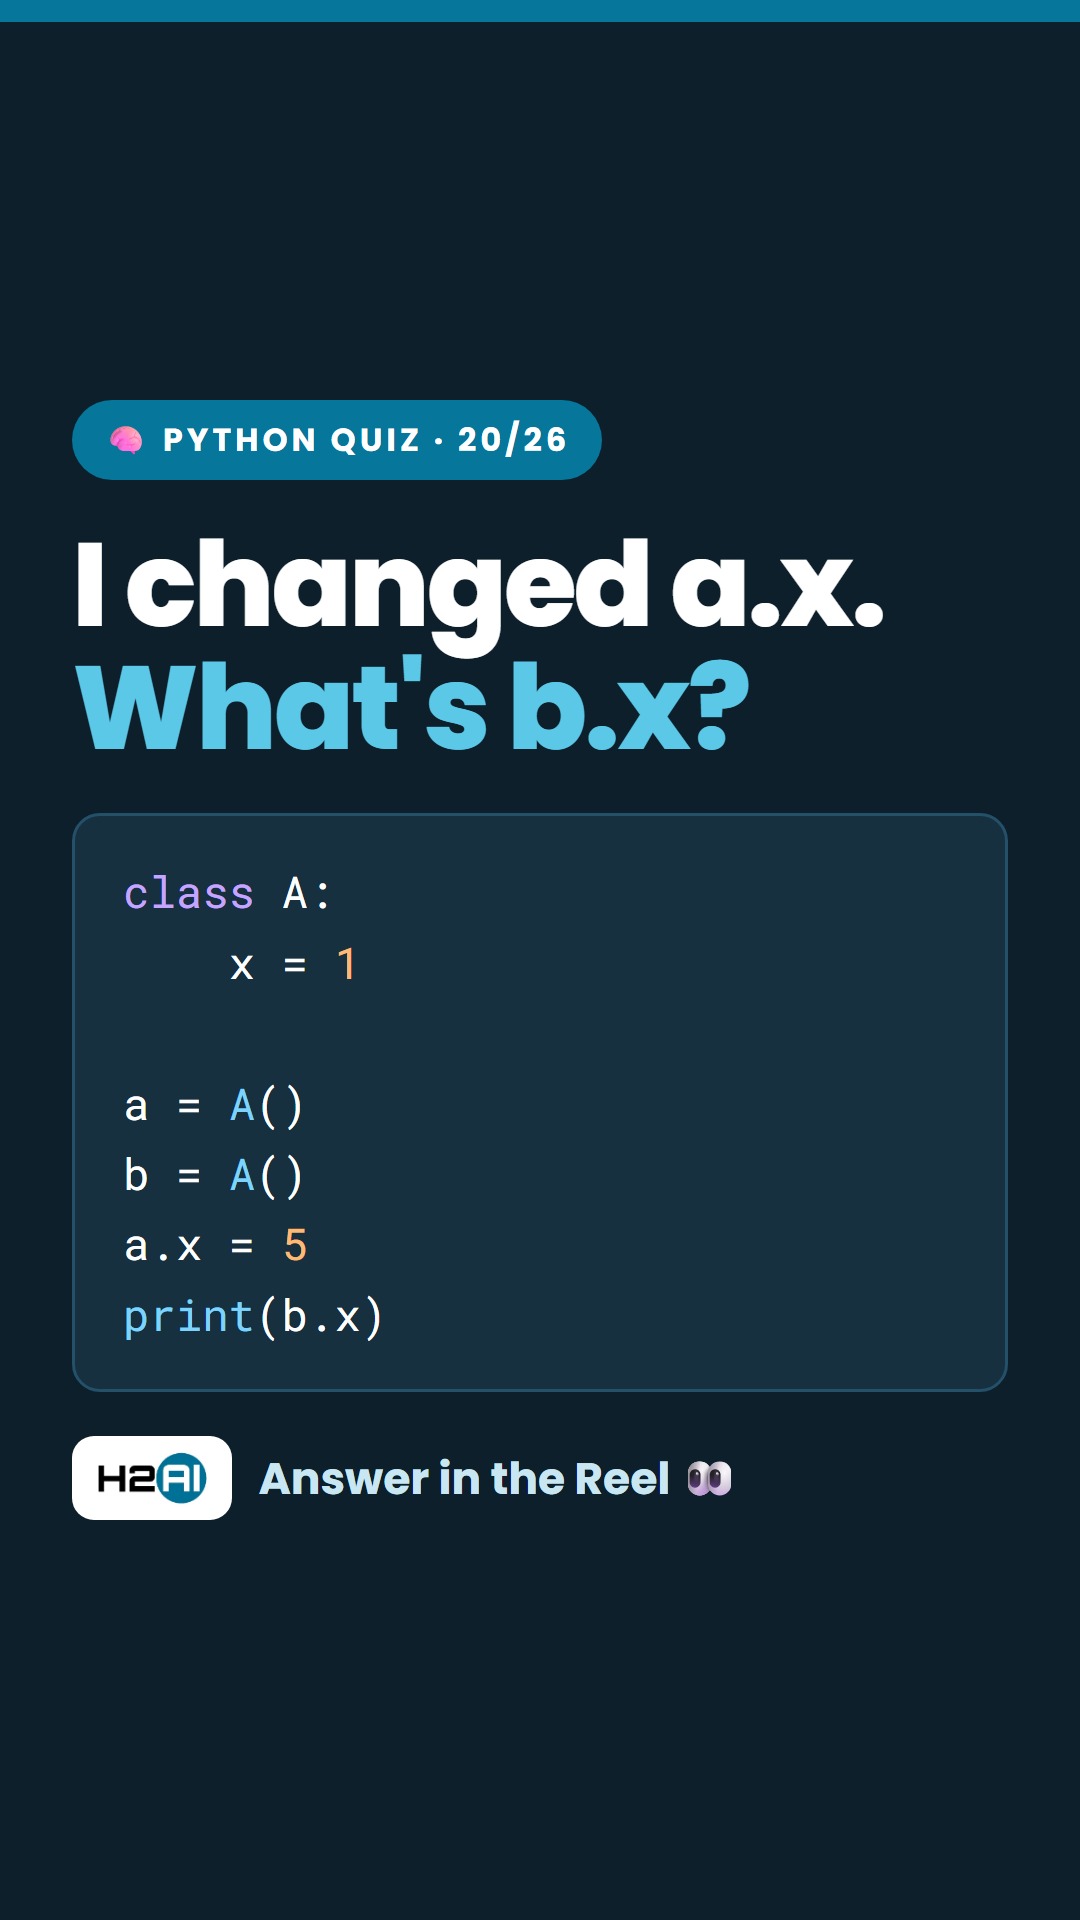 🧠 PYTHON QUIZ · 20/26
I changed a.x.
What's b.x?
class A:
    x = 1

a = A()
b = A()
a.x = 5
print(b.x)
H2AI
Answer in the Reel 👀